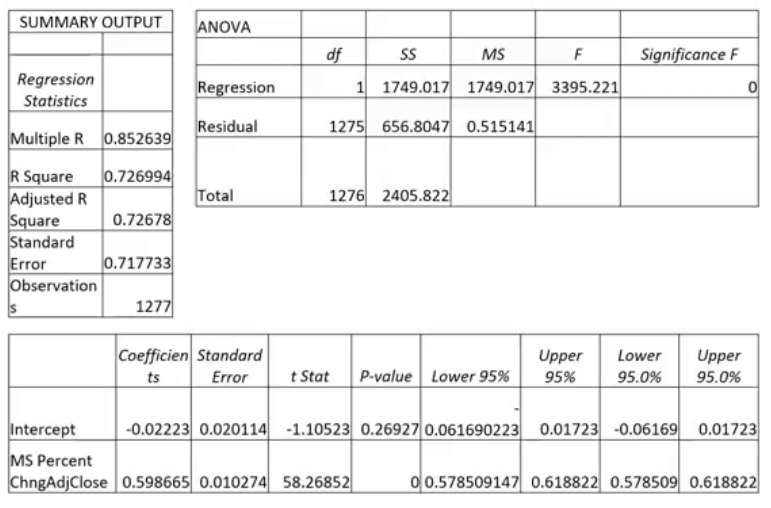 SUMMARY OUTPUT
Regression
Statistics
Multiple R 0.852639
R Square 0.726994
Adjusted R
Square 0.72678
Standard
Error 0.717733
Observation
s 1277
ANOVA
df SS MS F Significance F
Regression 1 1749.017 1749.017 3395.221 0
Residual 1275 656.8047 0.515141
Total 1276 2405.822
Coefficien Standard Upper Lower Upper
ts Error t Stat P-value Lower 95% 95% 95.0% 95.0%
-
Intercept -0.02223 0.020114 -1.10523 0.26927 0.061690223 0.01723 -0.06169 0.01723
MS Percent
ChngAdjClose 0.598665 0.010274 58.26852 0 0.578509147 0.618822 0.578509 0.618822